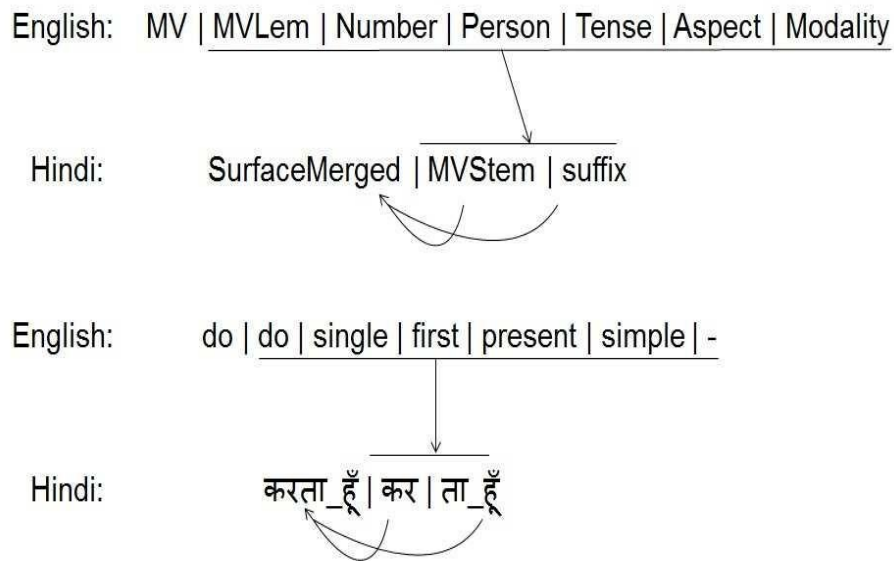 English: MV | MVLem | Number | Person | Tense | Aspect | Modality
Hindi: SurfaceMerged | MVStem | suffix
English: do | do | single | first | present | simple | -
Hindi: करता_हूँ | कर | ता_हूँ